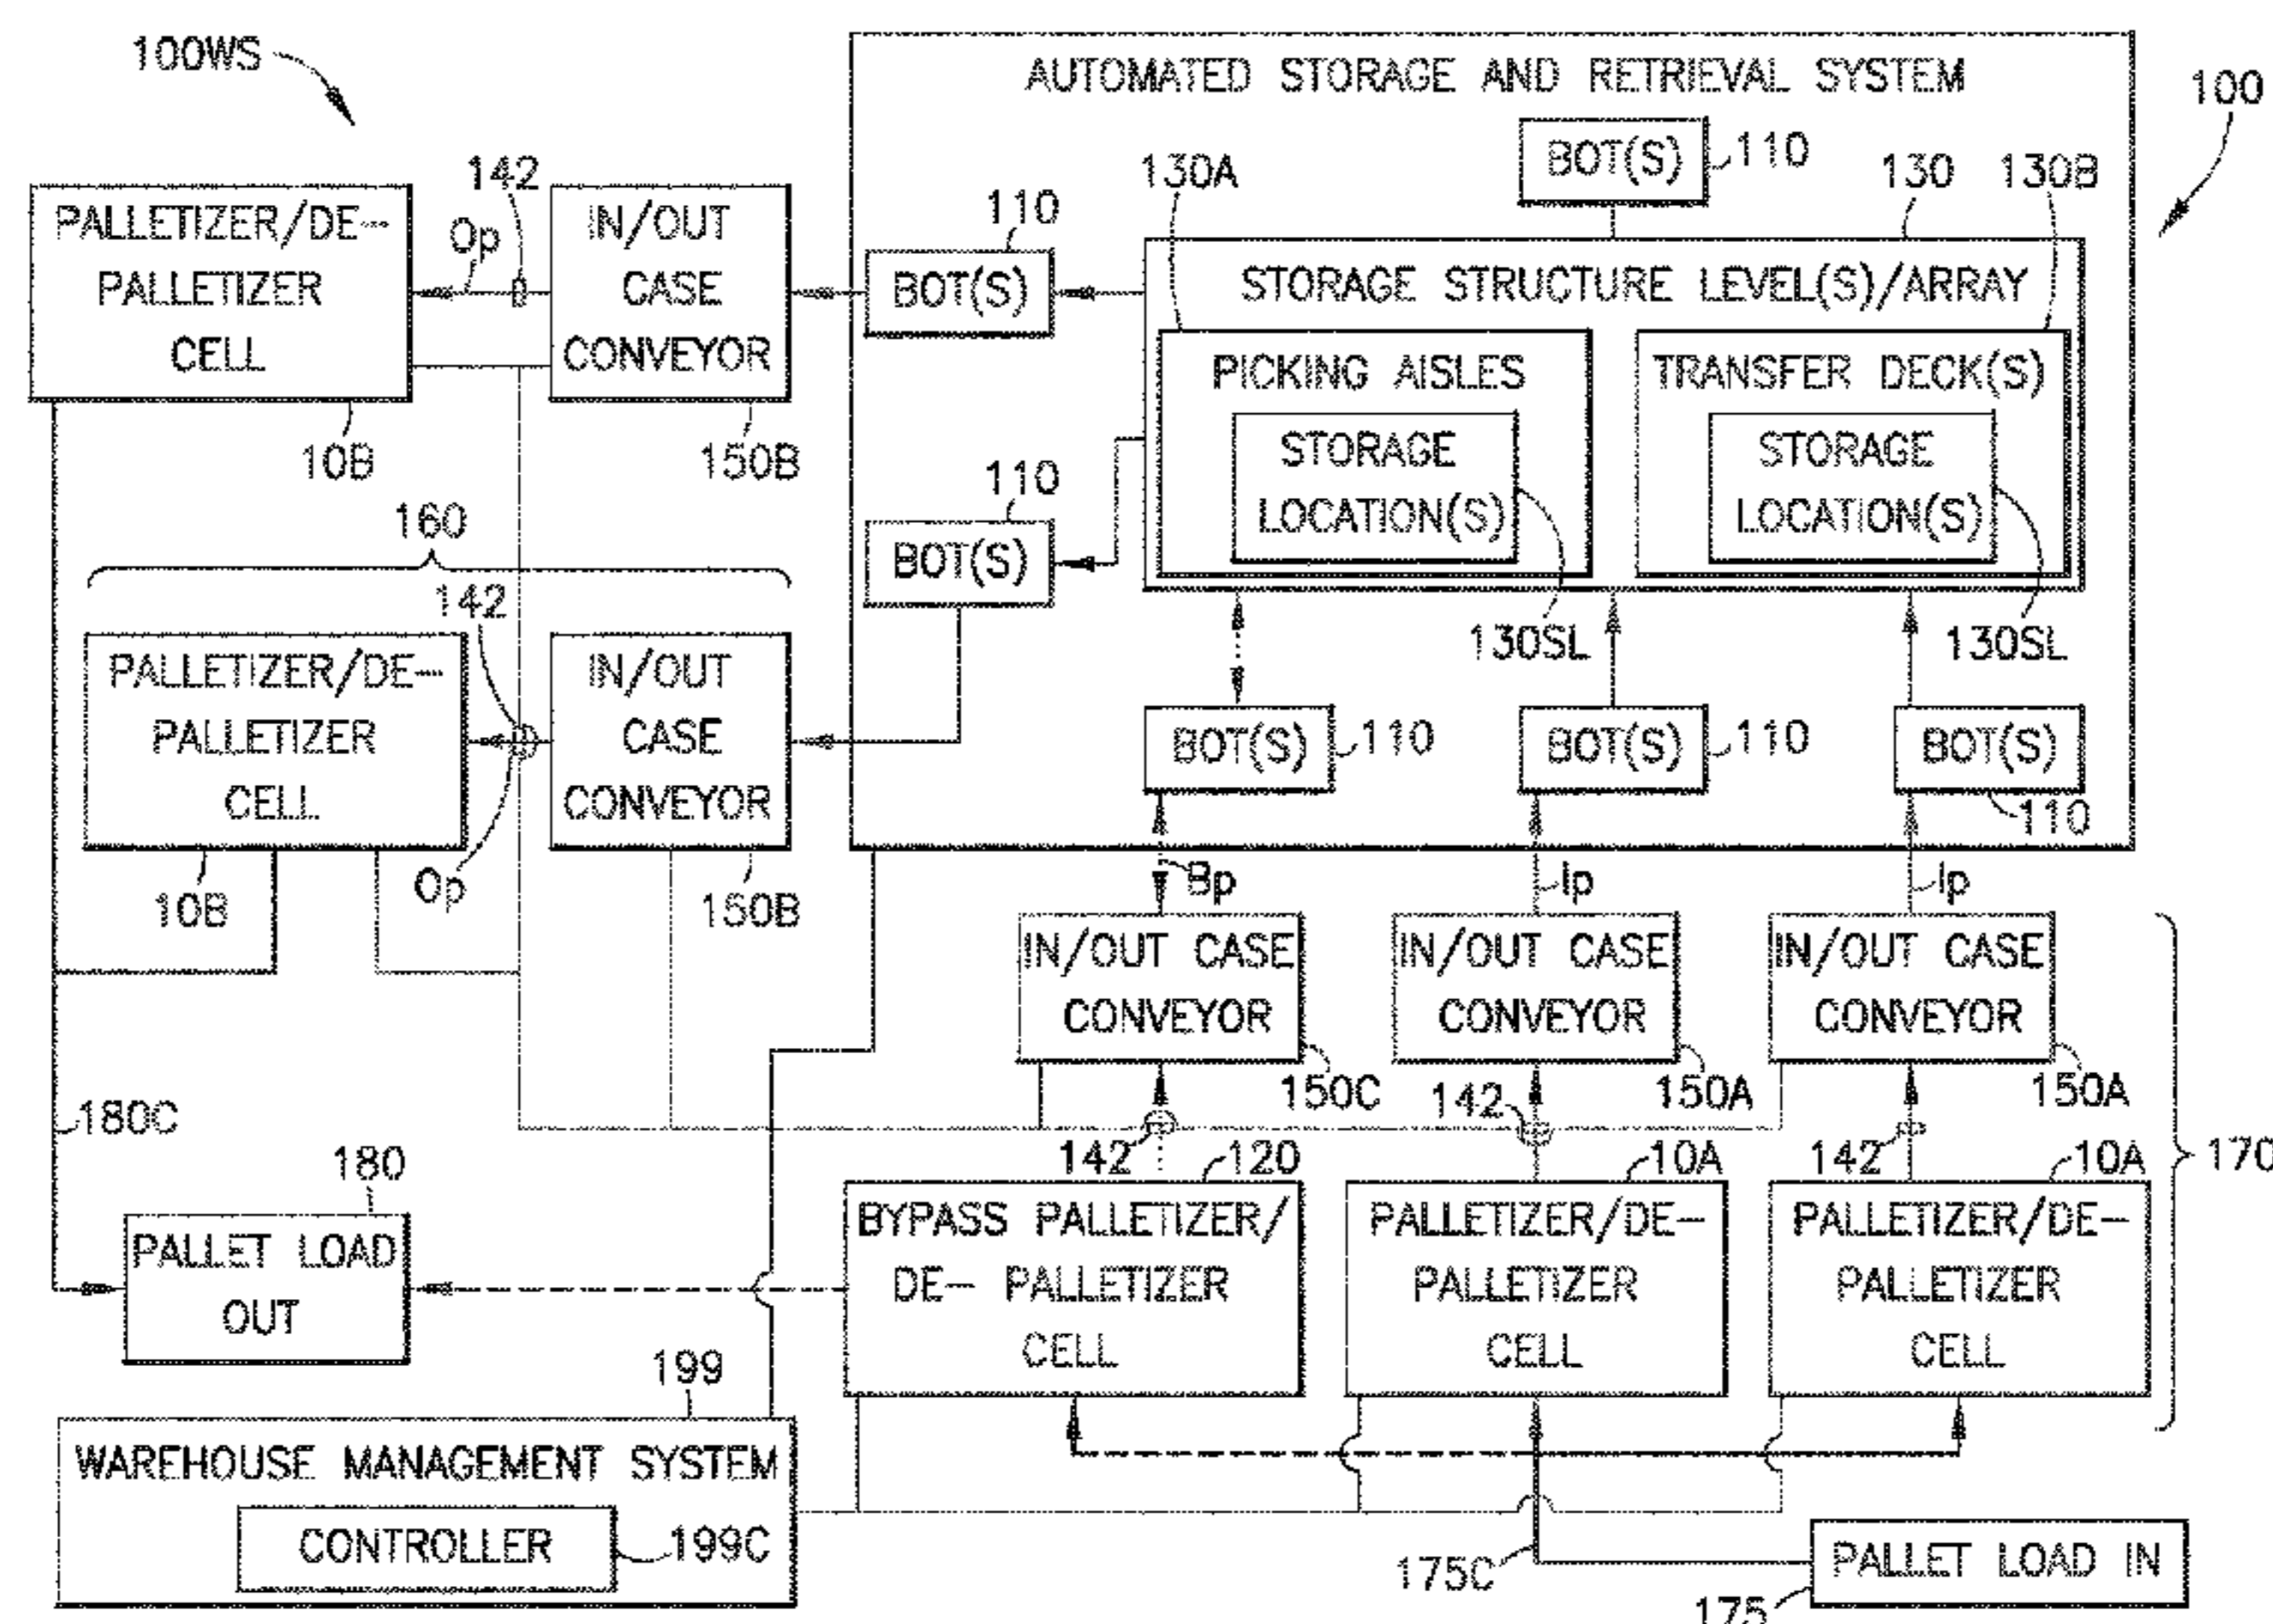 100WS
AUTOMATED STORAGE AND RETRIEVAL SYSTEM
100
BOT(S)
110
130A
130
130B
142
110
PALLETIZER/DE-
PALLETIZER
CELL
Op
IN/OUT
CASE
CONVEYOR
BOT(S)
STORAGE STRUCTURE LEVEL(S)/ARRAY
PICKING AISLES
TRANSFER DECK(S)
STORAGE
LOCATION(S)
STORAGE
LOCATION(S)
10B
150B
110
BOT(S)
160
142
130SL
130SL
PALLETIZER/DE-
PALLETIZER
CELL
IN/OUT
CASE
CONVEYOR
BOT(S)
110
BOT(S)
110
BOT(S)
110
10B
Op
150B
Bp
Ip
Ip
IN/OUT CASE
CONVEYOR
IN/OUT CASE
CONVEYOR
IN/OUT CASE
CONVEYOR
150C
150A
150A
180C
142
142
142
170
180
120
10A
10A
PALLET LOAD
OUT
BYPASS PALLETIZER/
DE- PALLETIZER
CELL
PALLETIZER/DE-
PALLETIZER
CELL
PALLETIZER/DE-
PALLETIZER
CELL
199
WAREHOUSE MANAGEMENT SYSTEM
CONTROLLER
199C
175C
PALLET LOAD IN
175